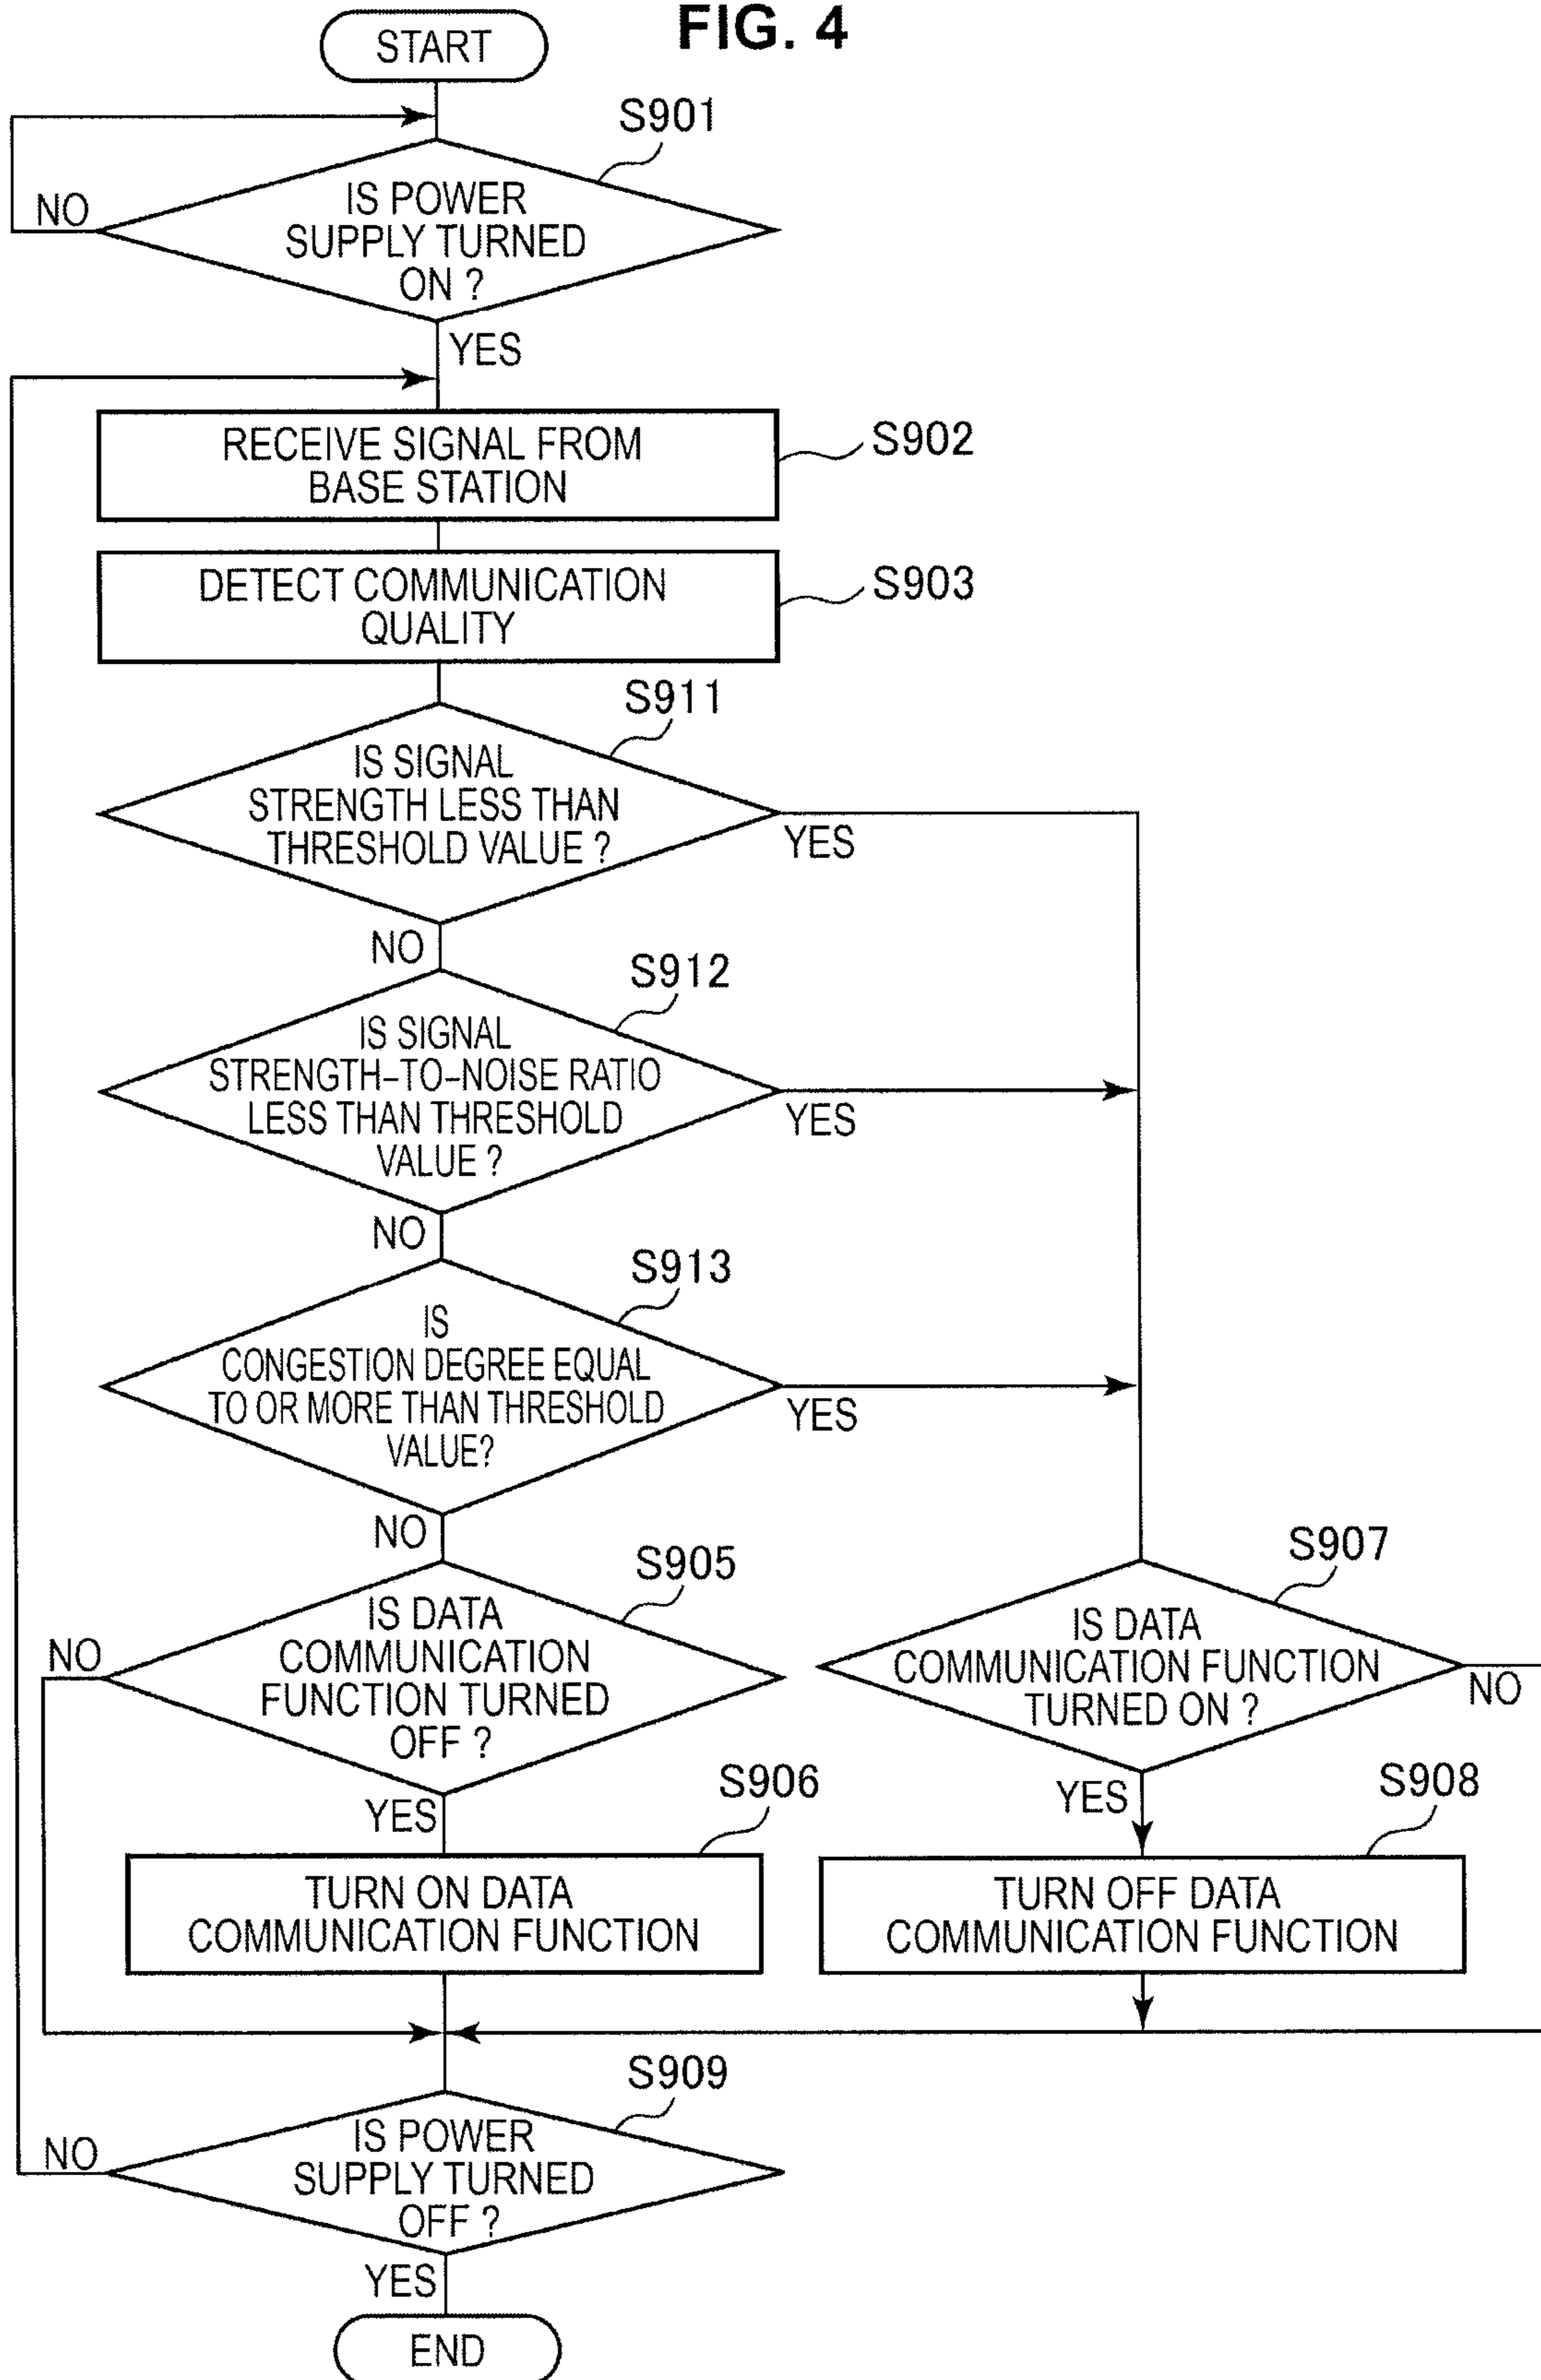 FIG. 4
START
S901
IS POWER
SUPPLY TURNED
ON ?
NO
YES
RECEIVE SIGNAL FROM
BASE STATION
S902
DETECT COMMUNICATION
QUALITY
S903
S911
IS SIGNAL
STRENGTH LESS THAN
THRESHOLD VALUE ?
YES
NO
S912
IS SIGNAL
STRENGTH-TO-NOISE RATIO
LESS THAN THRESHOLD
VALUE ?
YES
NO
S913
IS
CONGESTION DEGREE EQUAL
TO OR MORE THAN THRESHOLD
VALUE?
YES
NO
S905
IS DATA
COMMUNICATION
FUNCTION TURNED
OFF ?
NO
YES
S907
IS DATA
COMMUNICATION FUNCTION
TURNED ON ?
NO
YES
S906
TURN ON DATA
COMMUNICATION FUNCTION
S908
TURN OFF DATA
COMMUNICATION FUNCTION
S909
IS POWER
SUPPLY TURNED
OFF ?
NO
YES
END